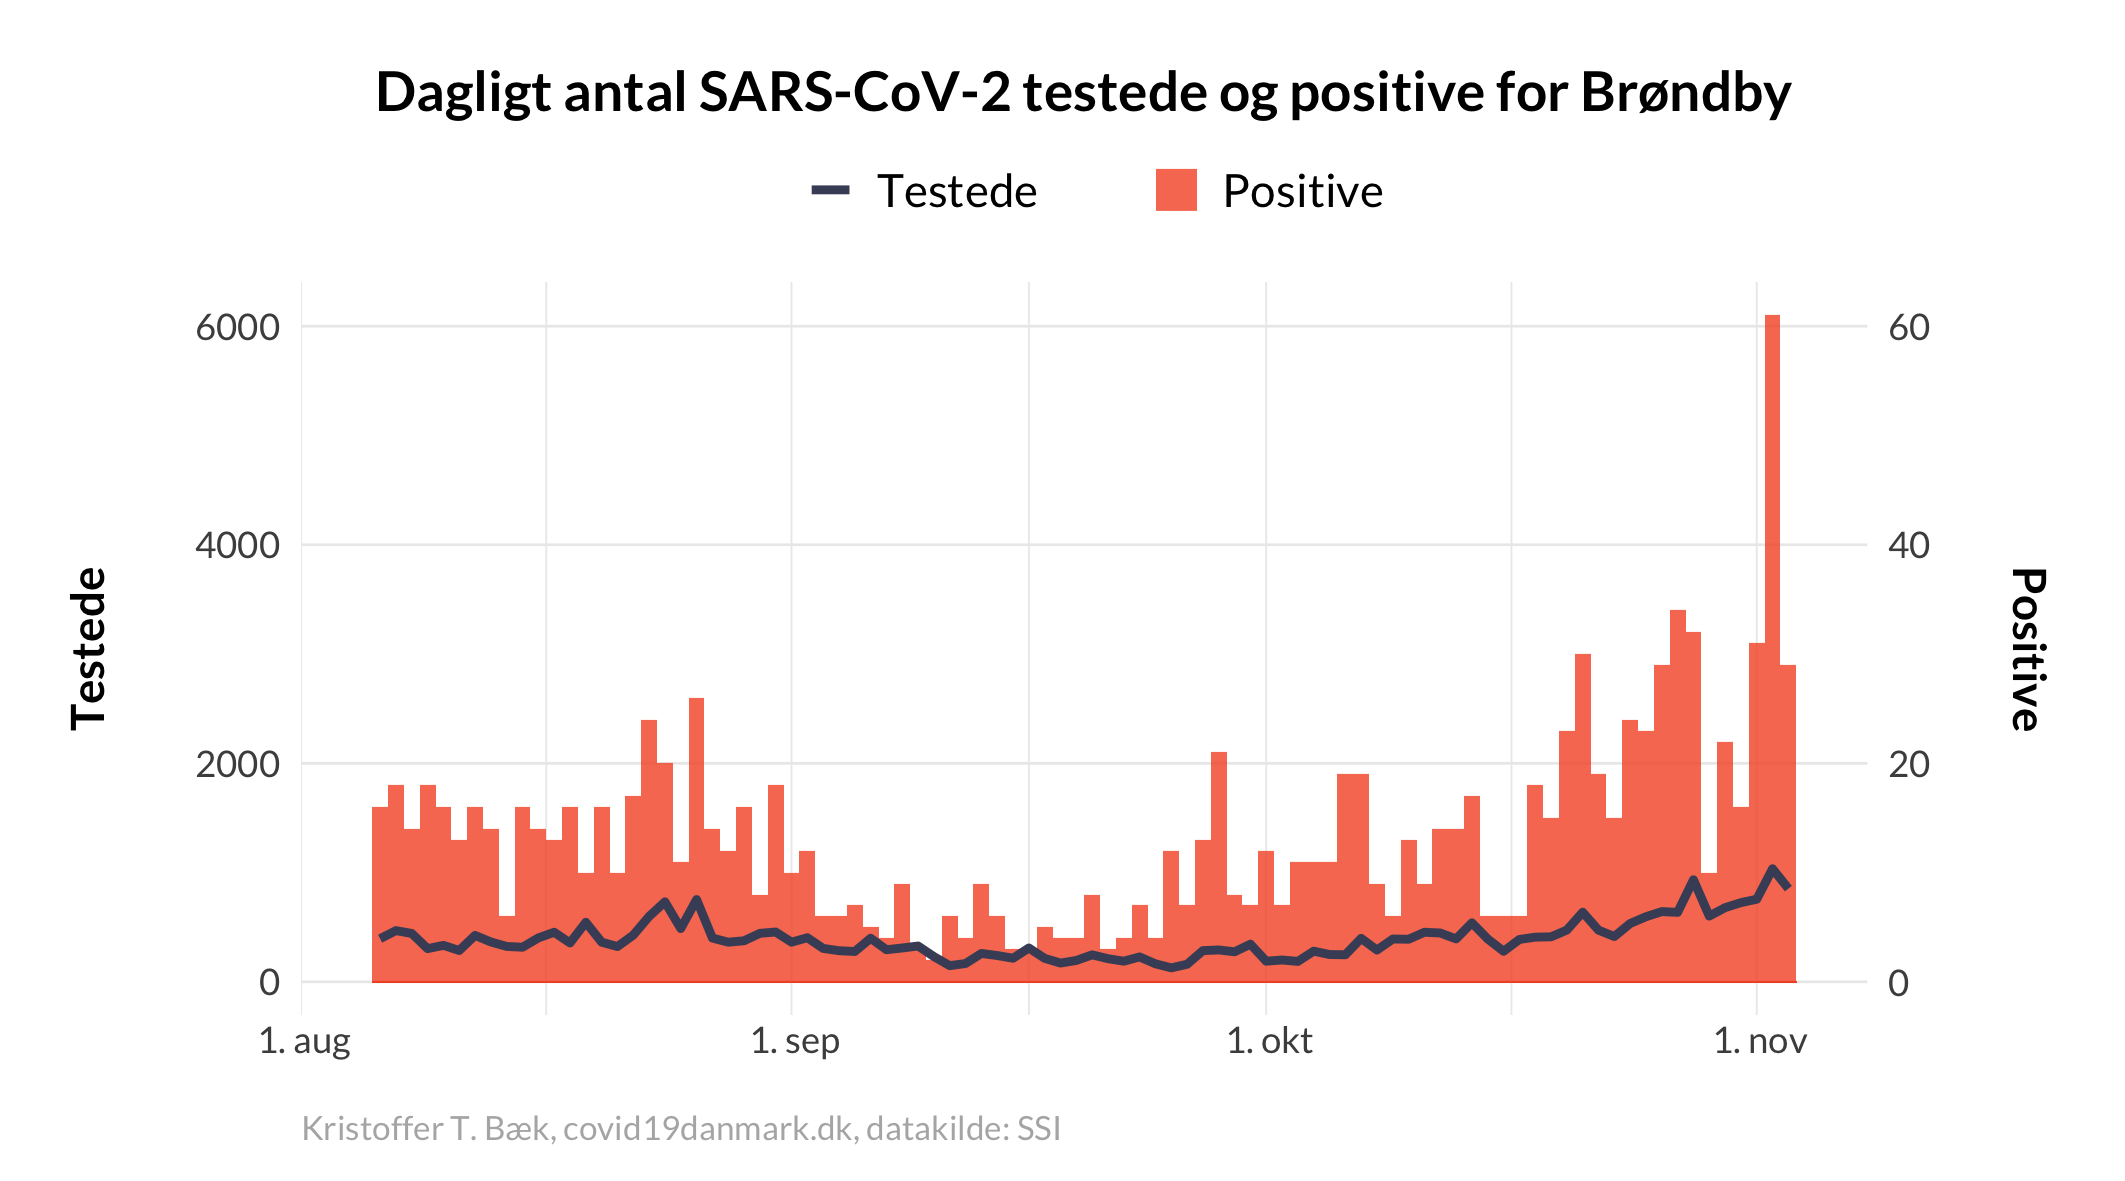 Dagligt antal SARS-CoV-2 testede og positive for Brøndby
Testede
Positive
Testede
6000
4000
2000
0
60
40
20
0
Positive
1. aug
1. sep
1. okt
1. nov
Kristoffer T. Bæk, covid19danmark.dk, datakilde: SSI